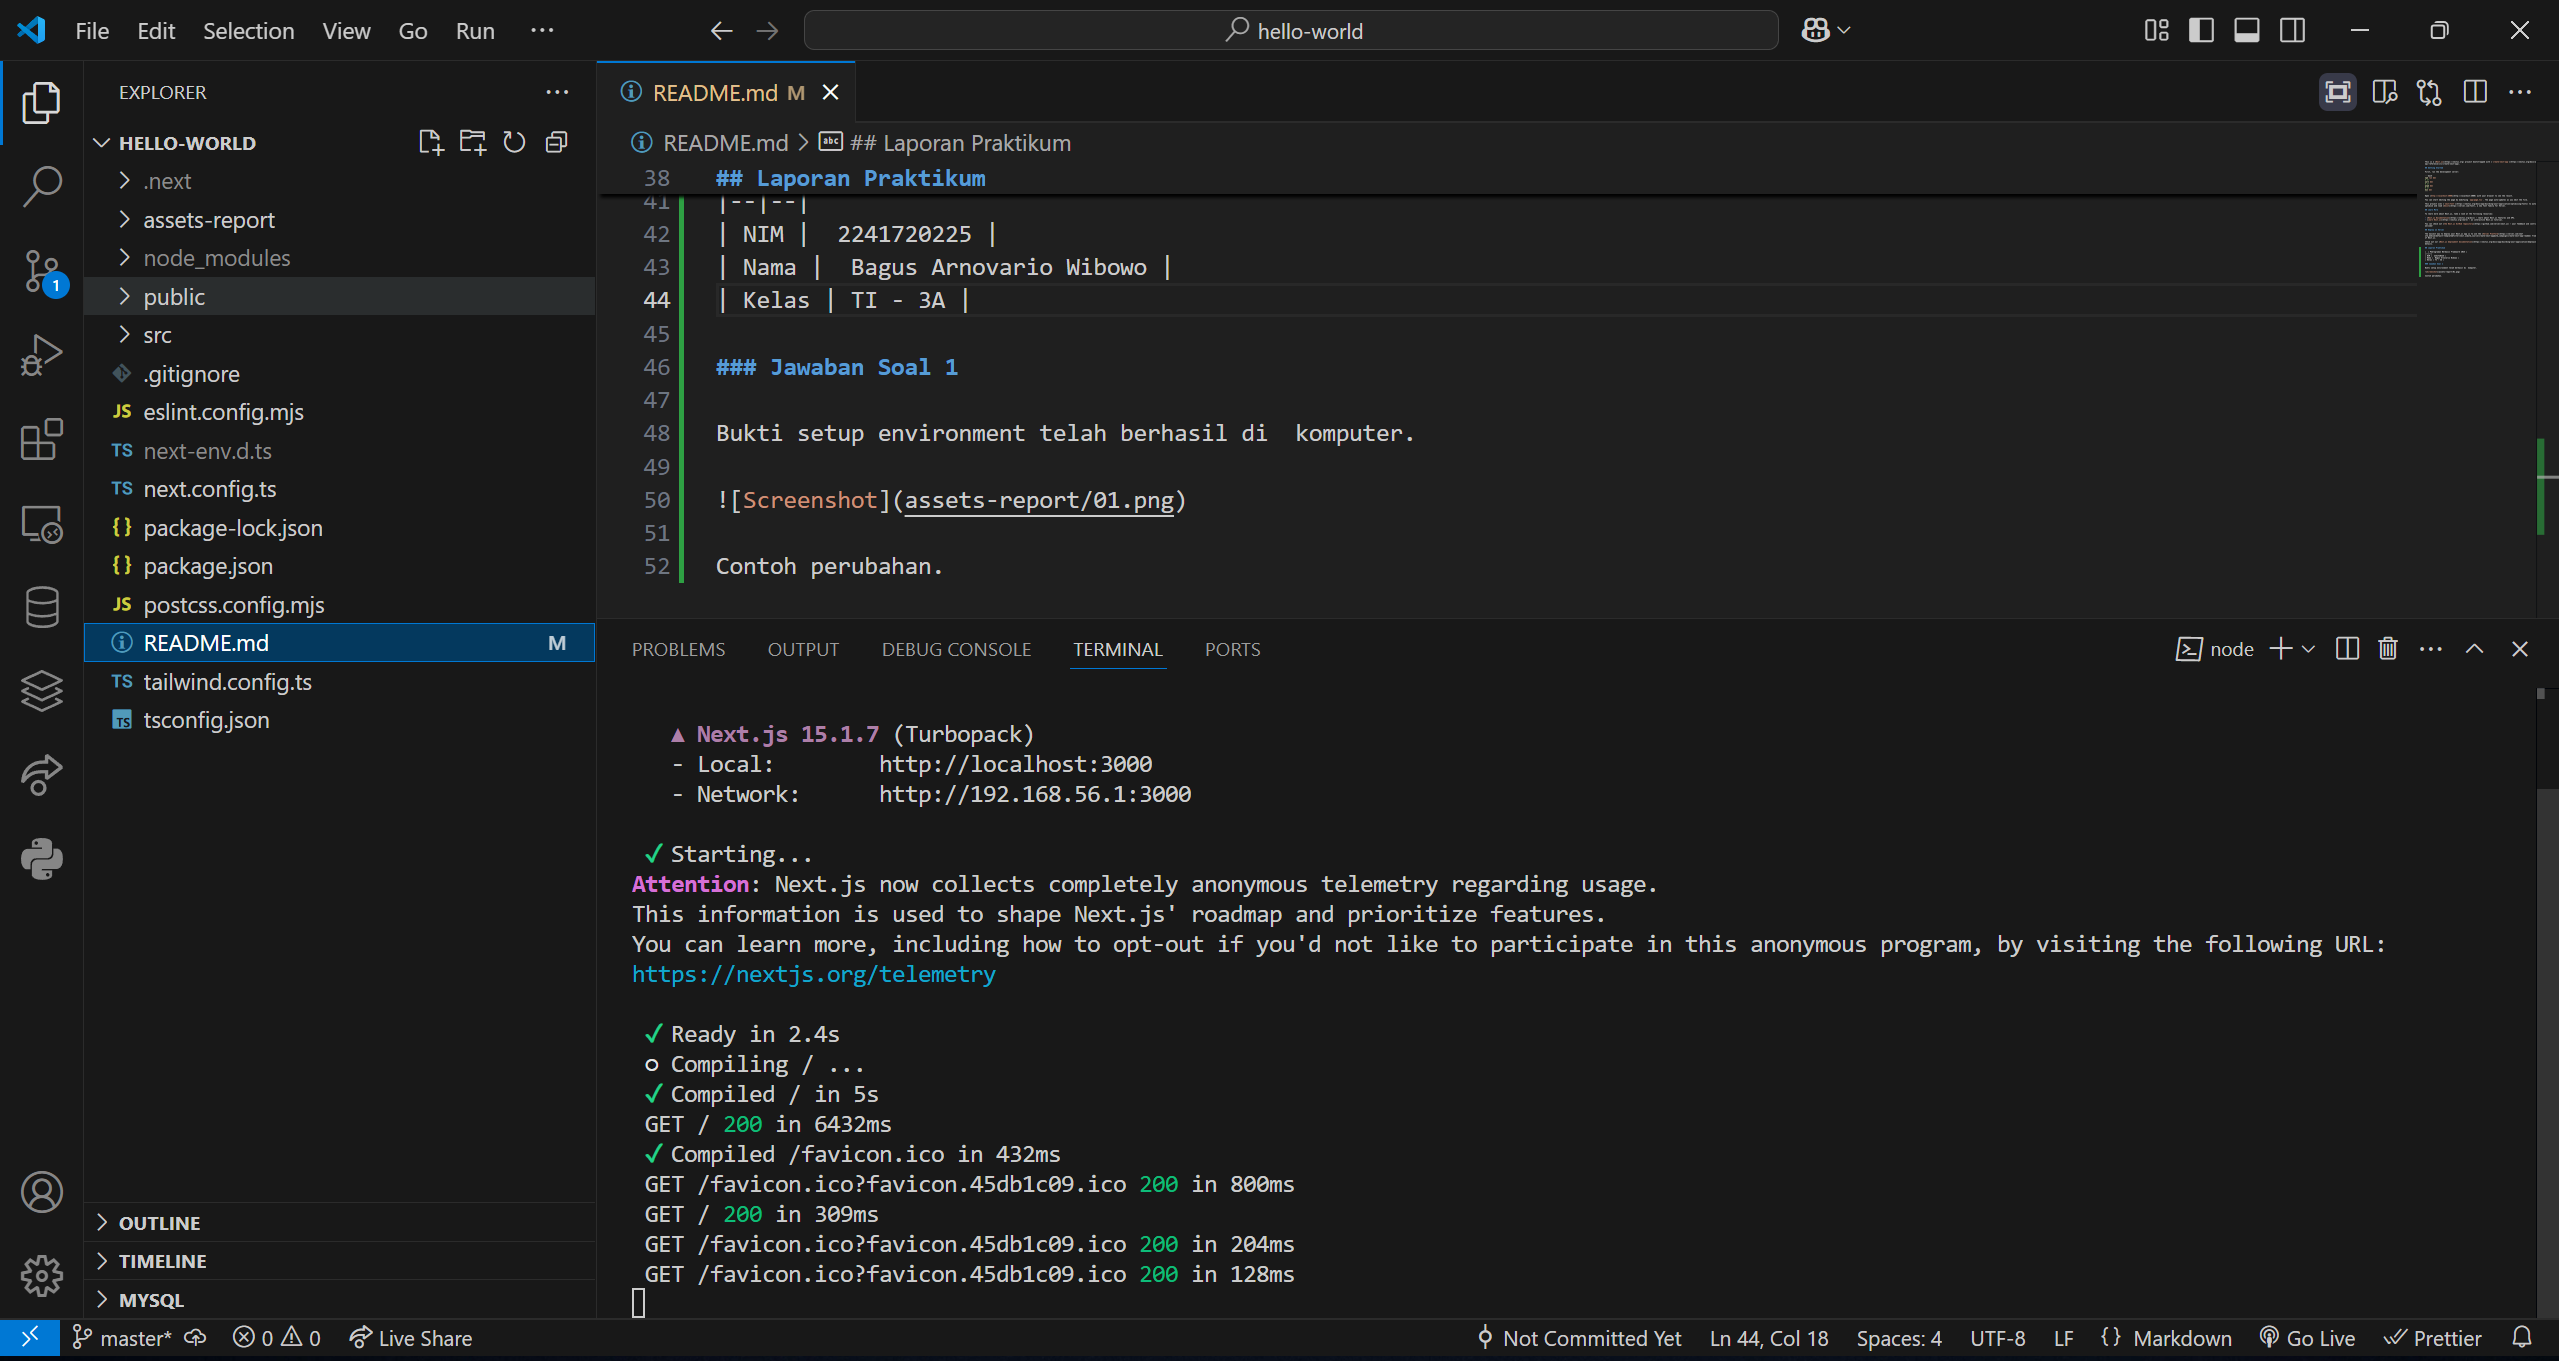 File Edit Selection View Go Run ...
hello-world
EXPLORER
HELLO-WORLD
.next
assets-report
node_modules
public
src
.gitignore
JS eslint.config.mjs
TS next-env.d.ts
TS next.config.ts
{} package-lock.json
{} package.json
JS postcss.config.mjs
README.md M
TS tailwind.config.ts
TS tsconfig.json
OUTLINE
TIMELINE
MYSQL
1
README.md M
README.md > abc ## Laporan Praktikum
38 ## Laporan Praktikum
41 |--|--|
42 | NIM |  2241720225 |
43 | Nama |  Bagus Arnovario Wibowo |
44 | Kelas | TI - 3A |
45
46 ### Jawaban Soal 1
47
48 Bukti setup environment telah berhasil di  komputer.
49
50 ![Screenshot](assets-report/01.png)
51
52 Contoh perubahan.
PROBLEMS OUTPUT DEBUG CONSOLE TERMINAL PORTS
node
▲ Next.js 15.1.7 (Turbopack)
- Local:        http://localhost:3000
- Network:      http://192.168.56.1:3000
✓ Starting...
Attention: Next.js now collects completely anonymous telemetry regarding usage.
This information is used to shape Next.js' roadmap and prioritize features.
You can learn more, including how to opt-out if you'd not like to participate in this anonymous program, by visiting the following URL:
https://nextjs.org/telemetry
✓ Ready in 2.4s
○ Compiling / ...
✓ Compiled / in 5s
GET / 200 in 6432ms
✓ Compiled /favicon.ico in 432ms
GET /favicon.ico?favicon.45db1c09.ico 200 in 800ms
GET / 200 in 309ms
GET /favicon.ico?favicon.45db1c09.ico 200 in 204ms
GET /favicon.ico?favicon.45db1c09.ico 200 in 128ms
master* 0 0 Live Share Not Committed Yet Ln 44, Col 18 Spaces: 4 UTF-8 LF {} Markdown Go Live Prettier